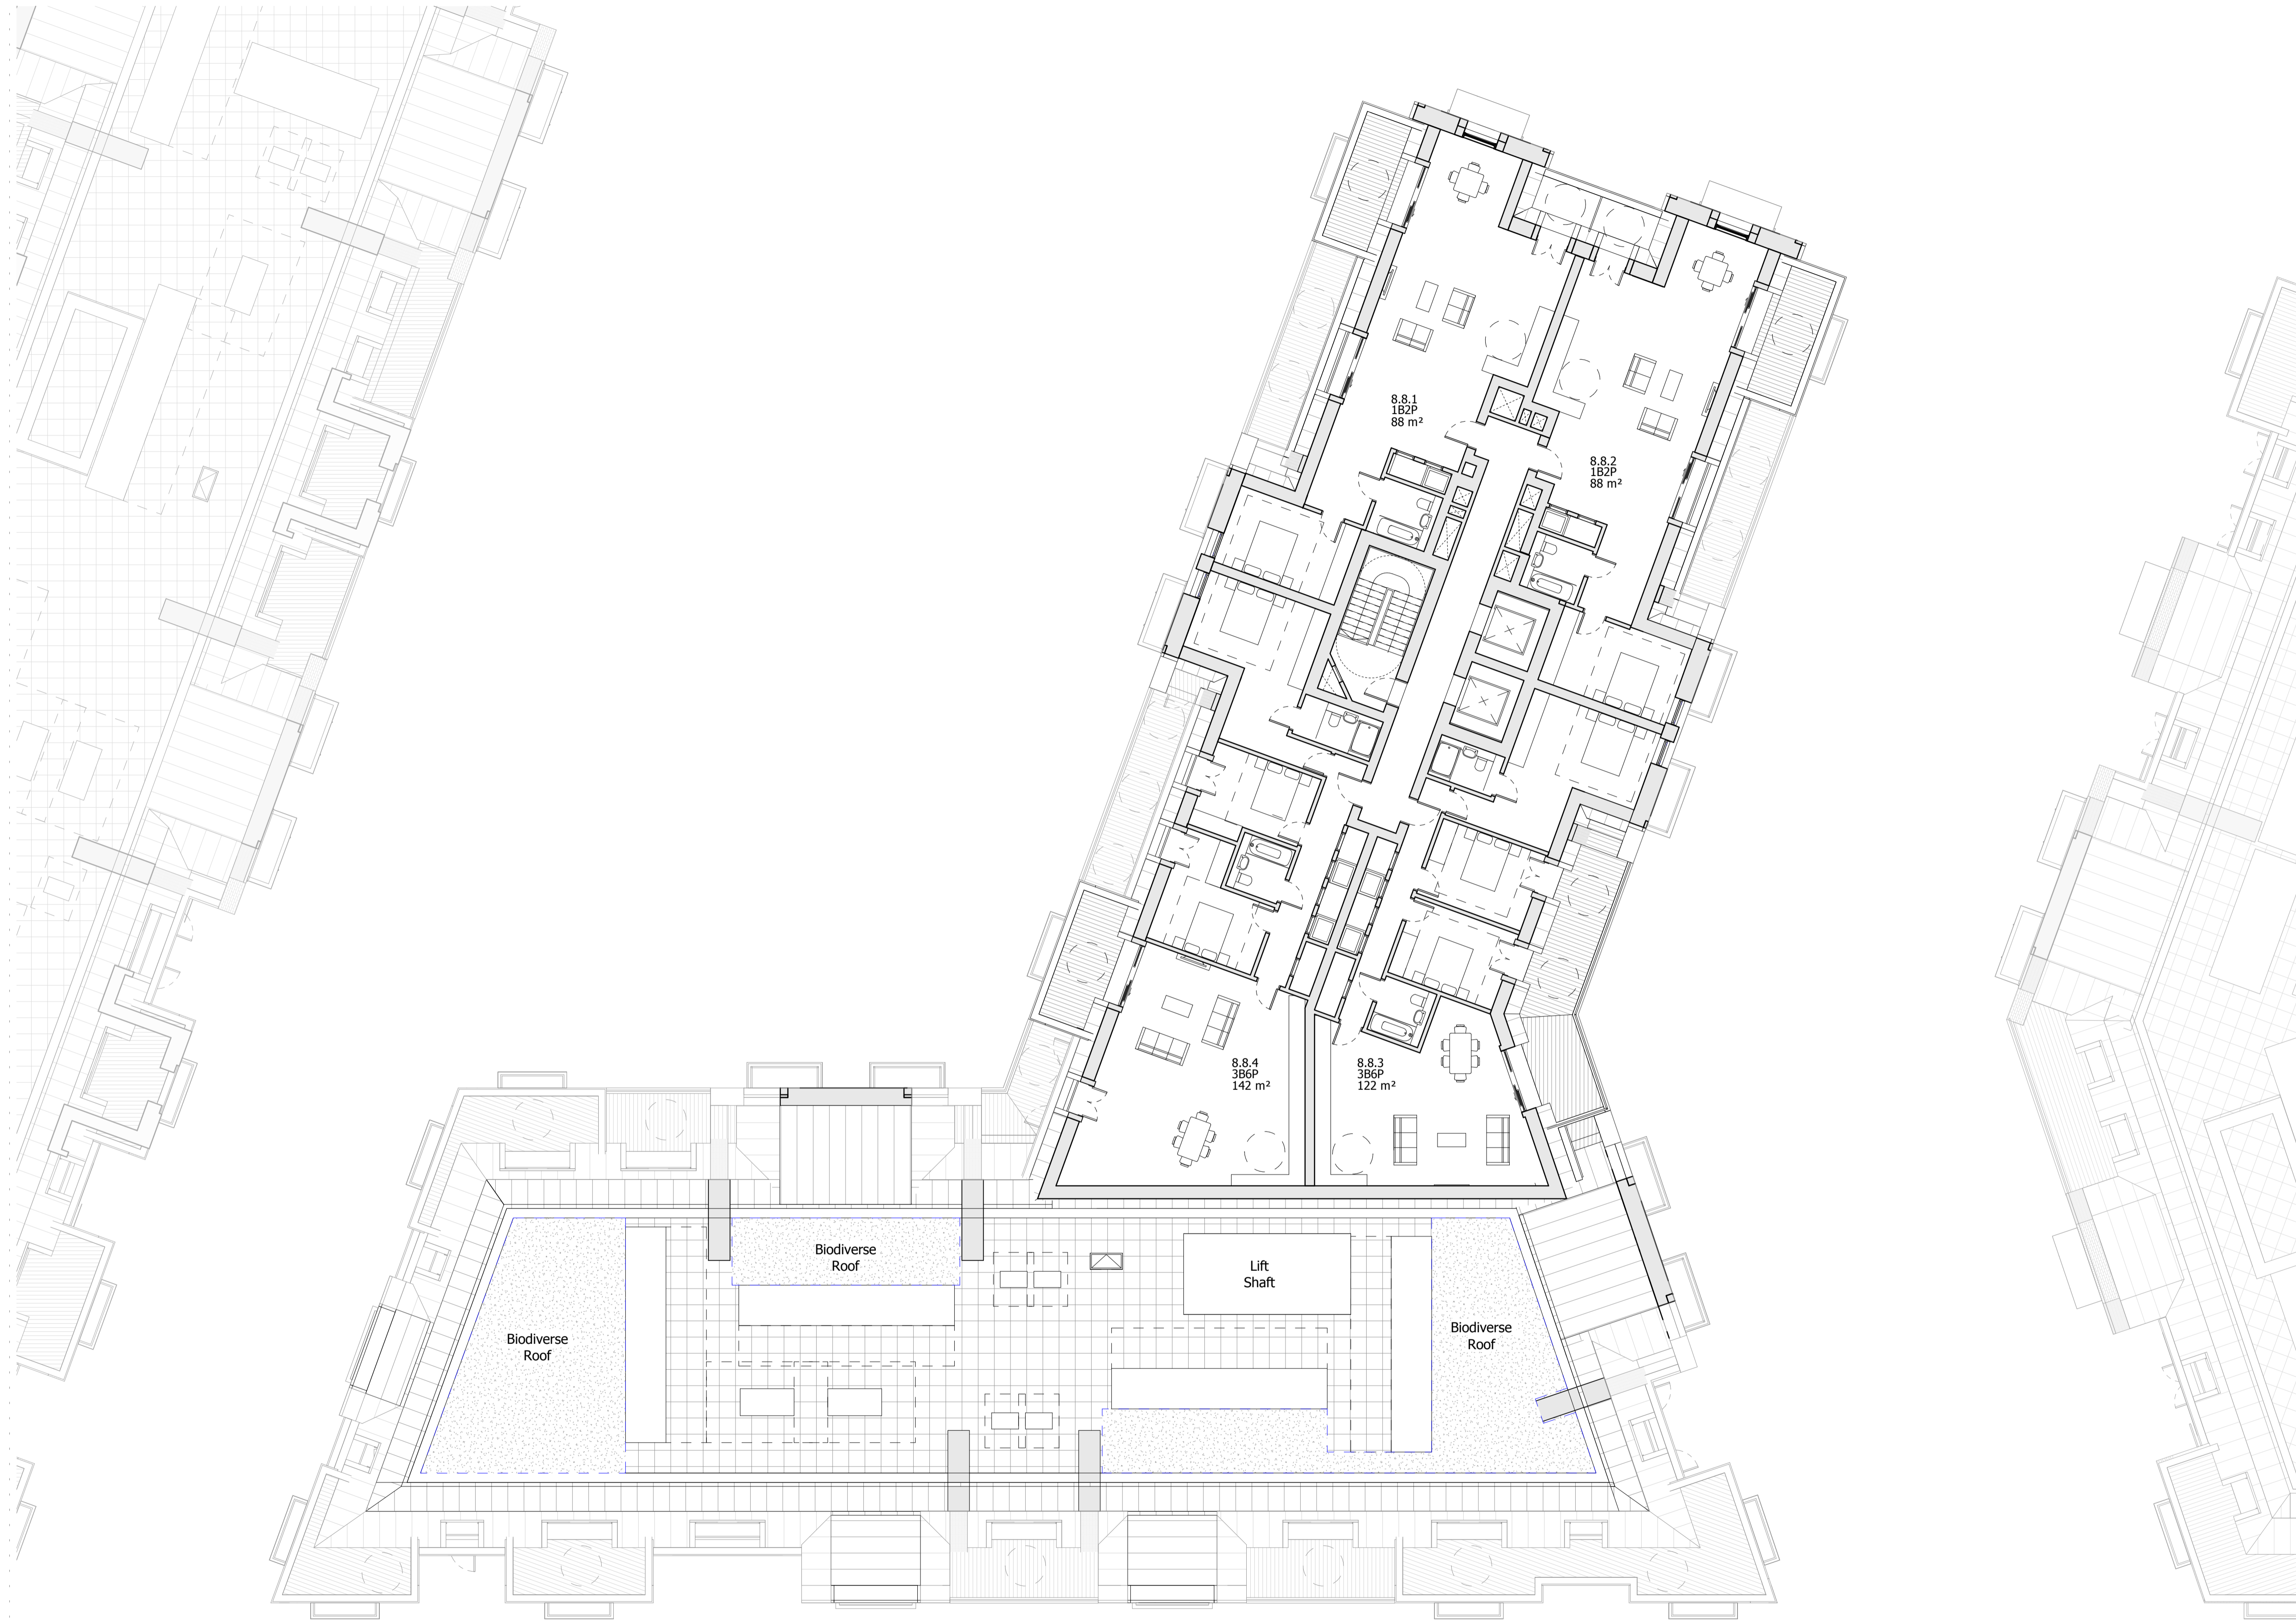 8.8.1
1B2P
88 m²
8.8.2
1B2P
88 m²
8.8.4
3B6P
142 m²
8.8.3
3B6P
122 m²
Biodiverse
Roof
Lift
Shaft
Biodiverse
Roof
Biodiverse
Roof